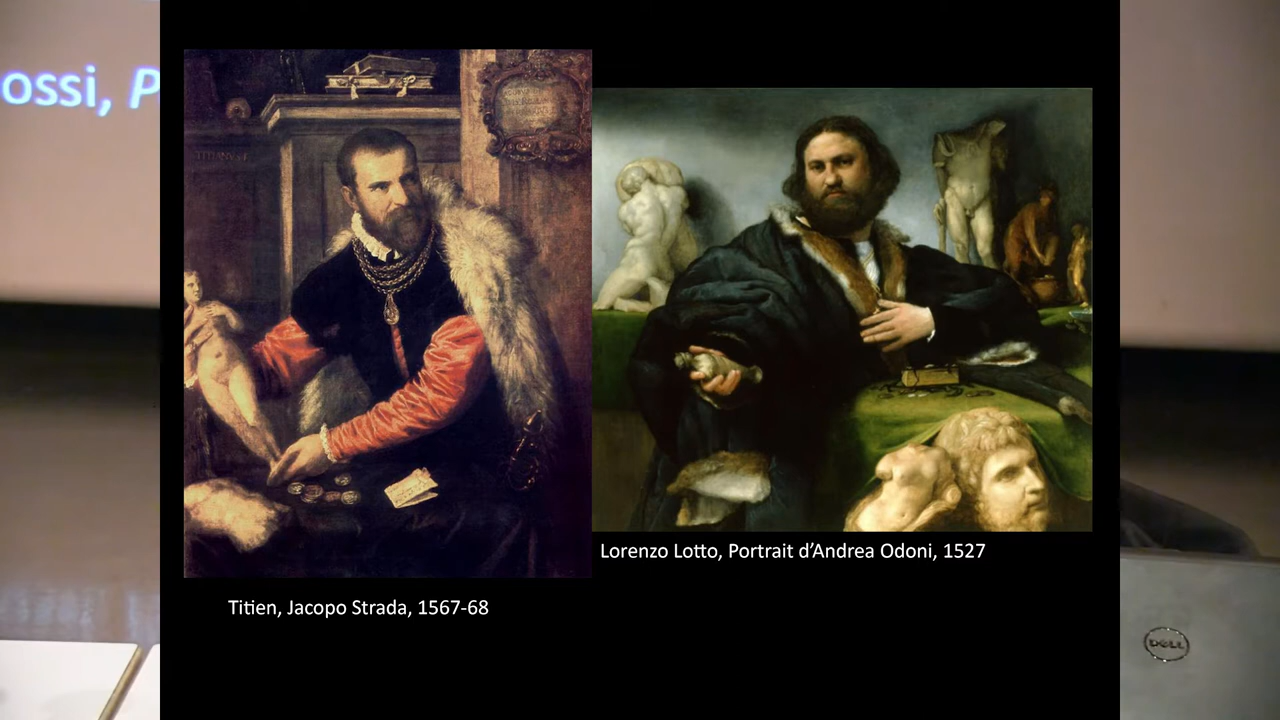 ossi, P
Lorenzo Lotto, Portrait d’Andrea Odoni, 1527
Titien, Jacopo Strada, 1567-68
DELL